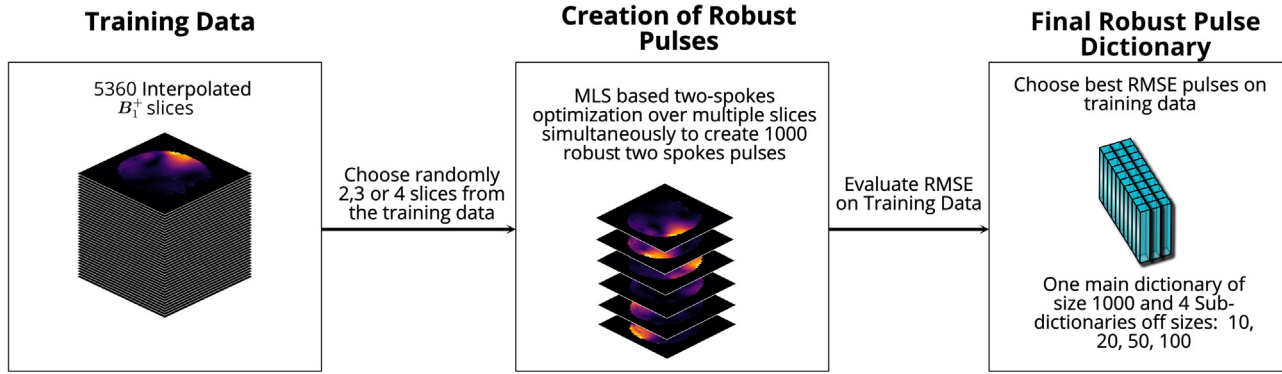 Training Data
5360 Interpolated
B₁⁺ slices
Choose randomly
2,3 or 4 slices from
the training data
Creation of Robust
Pulses
MLS based two-spokes
optimization over multiple slices
simultaneously to create 1000
robust two spokes pulses
Evaluate RMSE
on Training Data
Final Robust Pulse
Dictionary
Choose best RMSE pulses on
training data
One main dictionary of
size 1000 and 4 Sub-
dictionaries off sizes: 10,
20, 50, 100